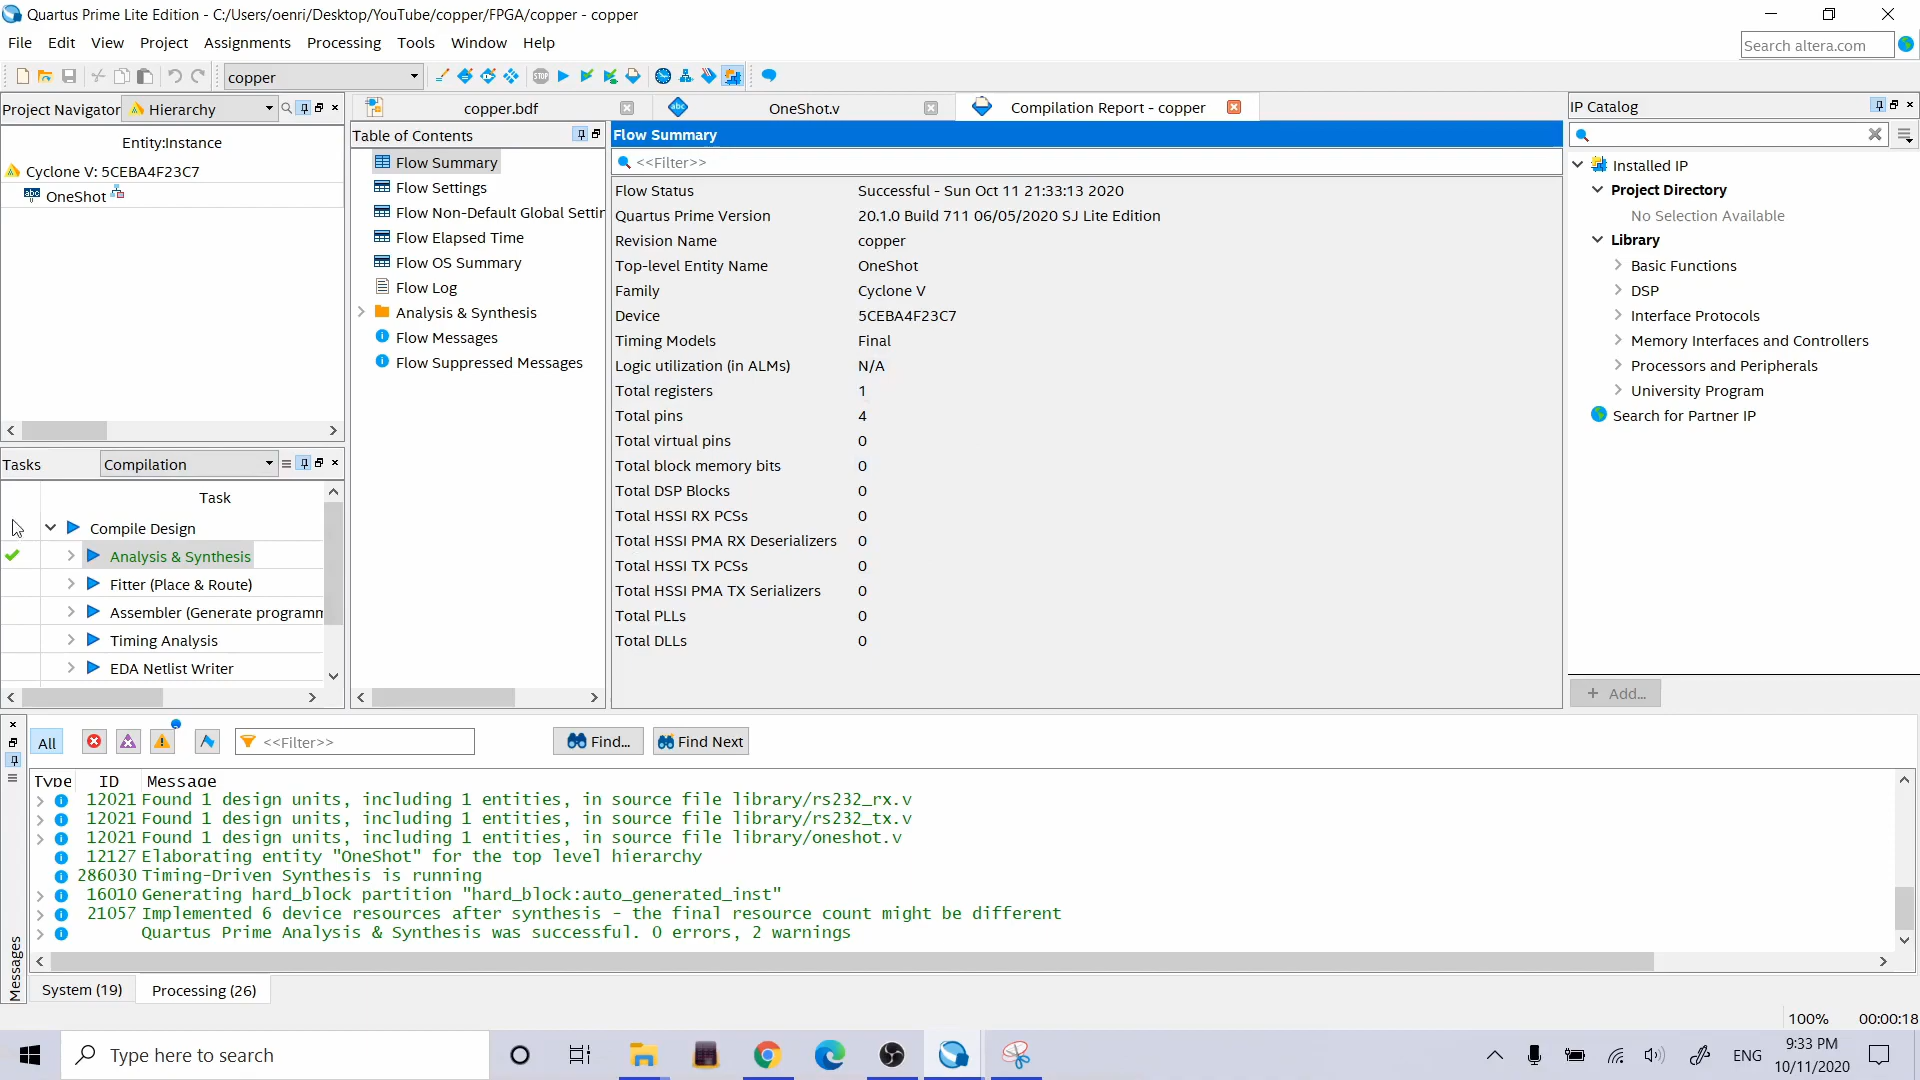 Quartus Prime Lite Edition - C:/Users/oenri/Desktop/YouTube/copper/FPGA/copper - copper
File Edit View Project Assignments Processing Tools Window Help
Search altera.com
copper
STOP
Project Navigator Hierarchy
Entity:Instance
Cyclone V: 5CEBA4F23C7
abc OneShot
Tasks Compilation
Task
Compile Design
Analysis & Synthesis
Fitter (Place & Route)
Assembler (Generate programm
Timing Analysis
EDA Netlist Writer
copper.bdf
abc OneShot.v
Compilation Report - copper
Table of Contents
Flow Summary
Flow Settings
Flow Non-Default Global Settin
Flow Elapsed Time
Flow OS Summary
Flow Log
Analysis & Synthesis
Flow Messages
Flow Suppressed Messages
Flow Summary
<<Filter>>
Flow Status Successful - Sun Oct 11 21:33:13 2020
Quartus Prime Version 20.1.0 Build 711 06/05/2020 SJ Lite Edition
Revision Name copper
Top-level Entity Name OneShot
Family Cyclone V
Device 5CEBA4F23C7
Timing Models Final
Logic utilization (in ALMs) N/A
Total registers 1
Total pins 4
Total virtual pins 0
Total block memory bits 0
Total DSP Blocks 0
Total HSSI RX PCSs 0
Total HSSI PMA RX Deserializers 0
Total HSSI TX PCSs 0
Total HSSI PMA TX Serializers 0
Total PLLs 0
Total DLLs 0
IP Catalog
Installed IP
Project Directory
No Selection Available
Library
Basic Functions
DSP
Interface Protocols
Memory Interfaces and Controllers
Processors and Peripherals
University Program
Search for Partner IP
+ Add...
All
<<Filter>>
Find...
Find Next
Type ID Message
12021 Found 1 design units, including 1 entities, in source file library/rs232_rx.v
12021 Found 1 design units, including 1 entities, in source file library/rs232_tx.v
12021 Found 1 design units, including 1 entities, in source file library/oneshot.v
12127 Elaborating entity "OneShot" for the top level hierarchy
286030 Timing-Driven Synthesis is running
16010 Generating hard_block partition "hard_block:auto_generated_inst"
21057 Implemented 6 device resources after synthesis - the final resource count might be different
Quartus Prime Analysis & Synthesis was successful. 0 errors, 2 warnings
Messages
System (19) Processing (26)
100% 00:00:18
Type here to search
ENG
9:33 PM
10/11/2020